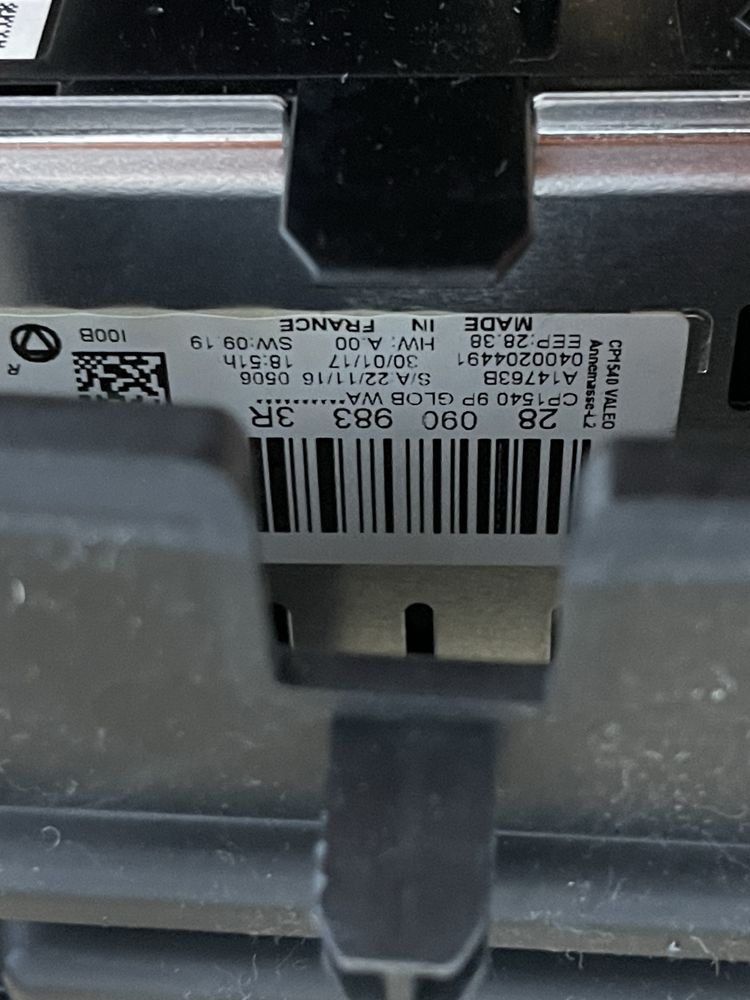 CP1540 VALEO
Annemasse-L2
28 090 983 3R
CP1540 9P GLOB WA**********
A14763B S/A:22/11/16 0506
0400204491 30/01/17 18:51h
EEP:28.38 HW:A.00 SW:09.19
MADE IN FRANCE
I00B
R